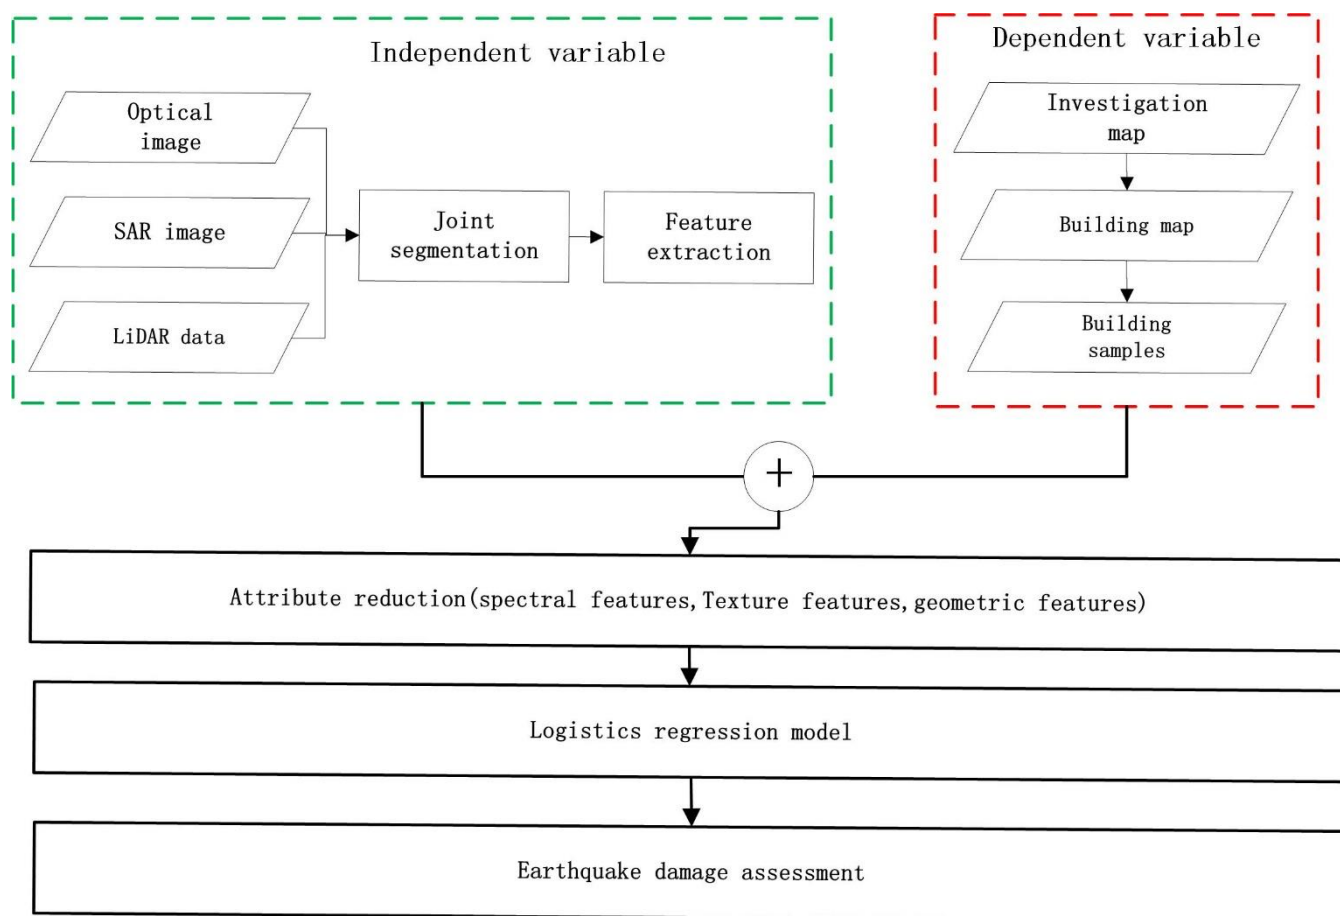 Independent variable
Optical
image
SAR image
LiDAR data
Joint
segmentation
Feature
extraction
Dependent variable
Investigation
map
Building map
Building
samples
+
Attribute reduction(spectral features,Texture features,geometric features)
Logistics regression model
Earthquake damage assessment